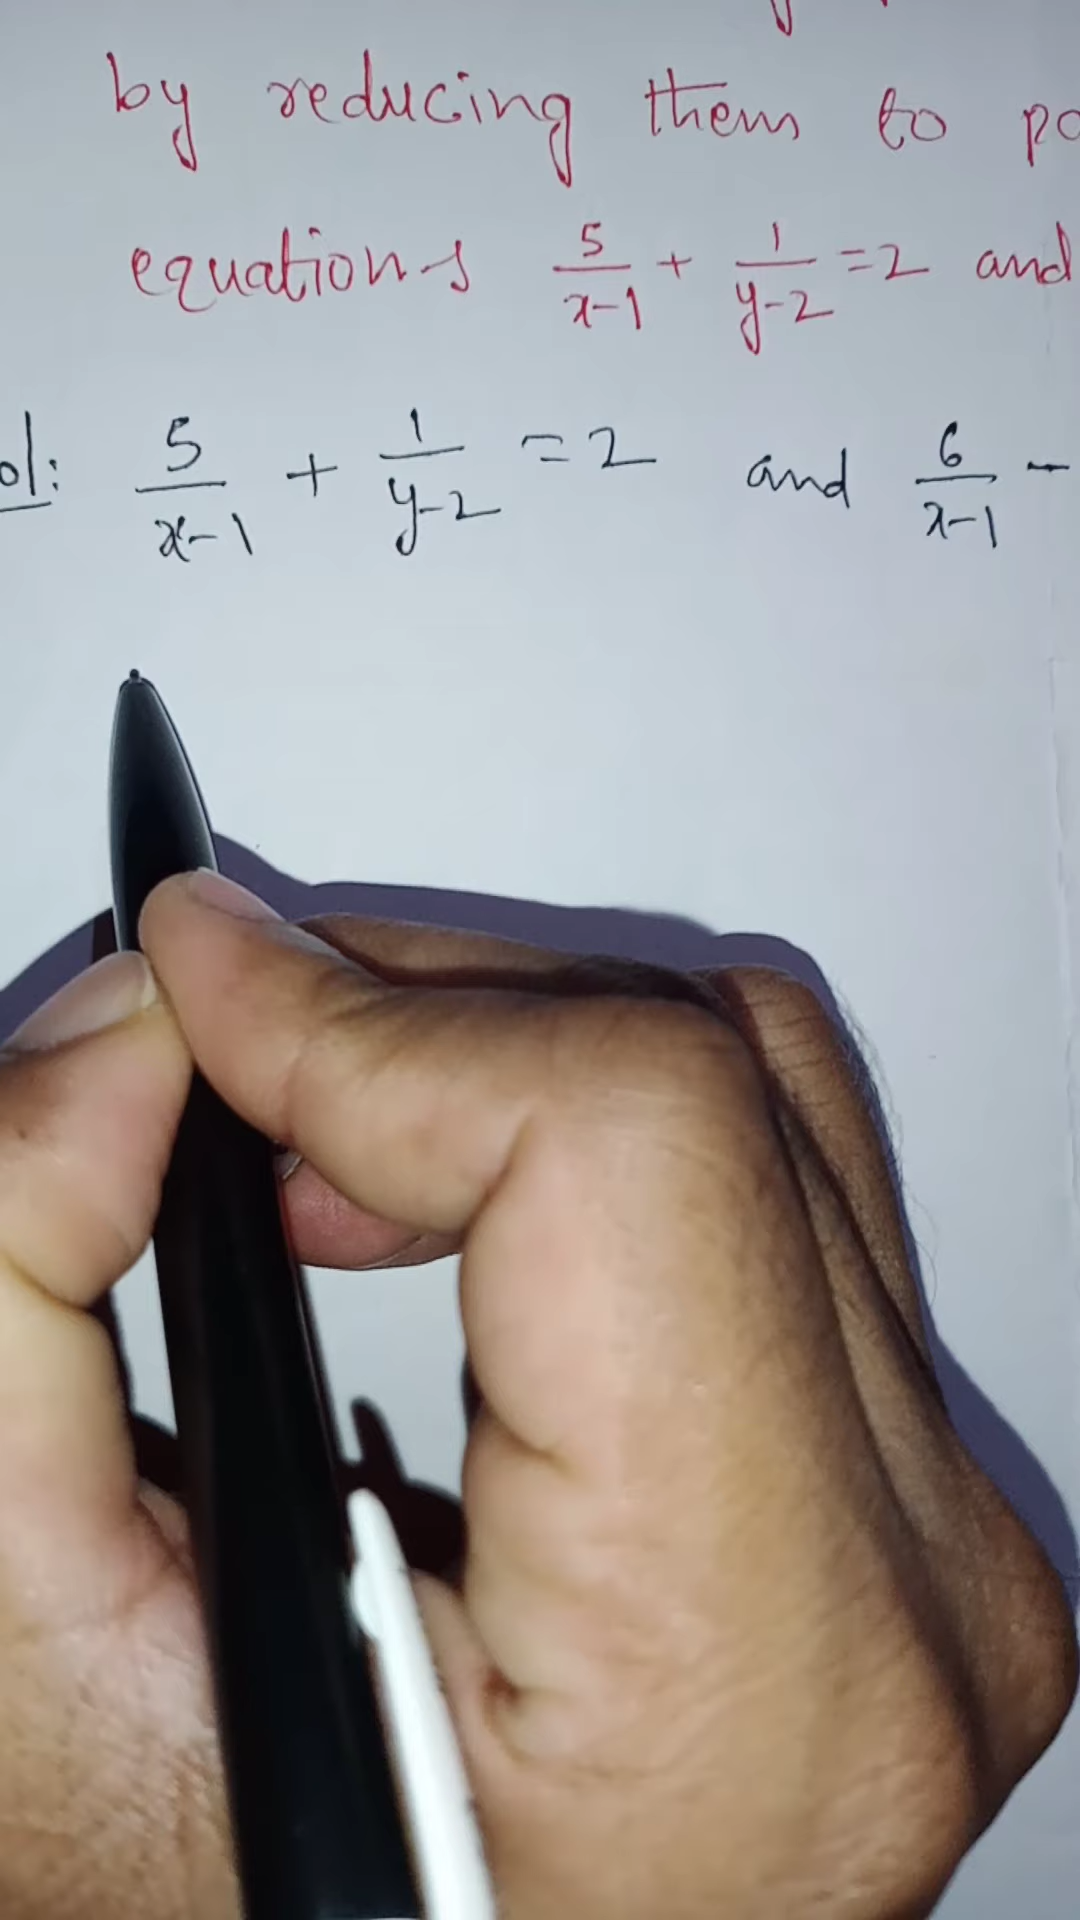 by reducing them to
equations 5/(x-1) + 1/(y-2) = 2 and
ol: 5/(x-1) + 1/(y-2) = 2 and 6/(x-1) -